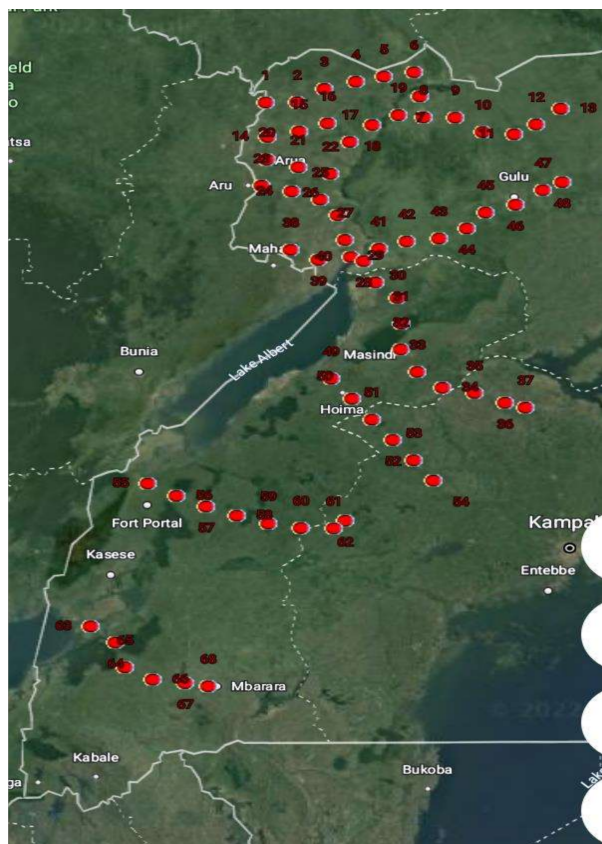 eld
a
o
tsa
4 5 6
3
1 2 19
16 8 9
15 12 13
17 7 10
14 20 21 11
22 18
23 Arua
25 47
Aru 24 26 45 Gulu
48
27 46
38 41 42 43
Maha 40 29 44
39 28 30
31
32
Bunia 49 Masindi 33
Lake Albert
50 35
51 34 37
Hoima 36
53
52
55 54
56 59 60 61
Fort Portal 58 Kampal
57 62
Kasese
Entebbe
63
65
64 68
66 Mbarara
67
© 2022
Kabale
Bukoba
ga
Lake